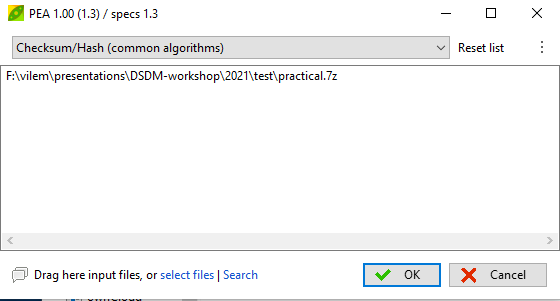 PEA 1.00 (1.3) / specs 1.3
Checksum/Hash (common algorithms)
Reset list
F:\vilem\presentations\DSDM-workshop\2021\test\practical.7z
Drag here input files, or select files | Search
OK
Cancel